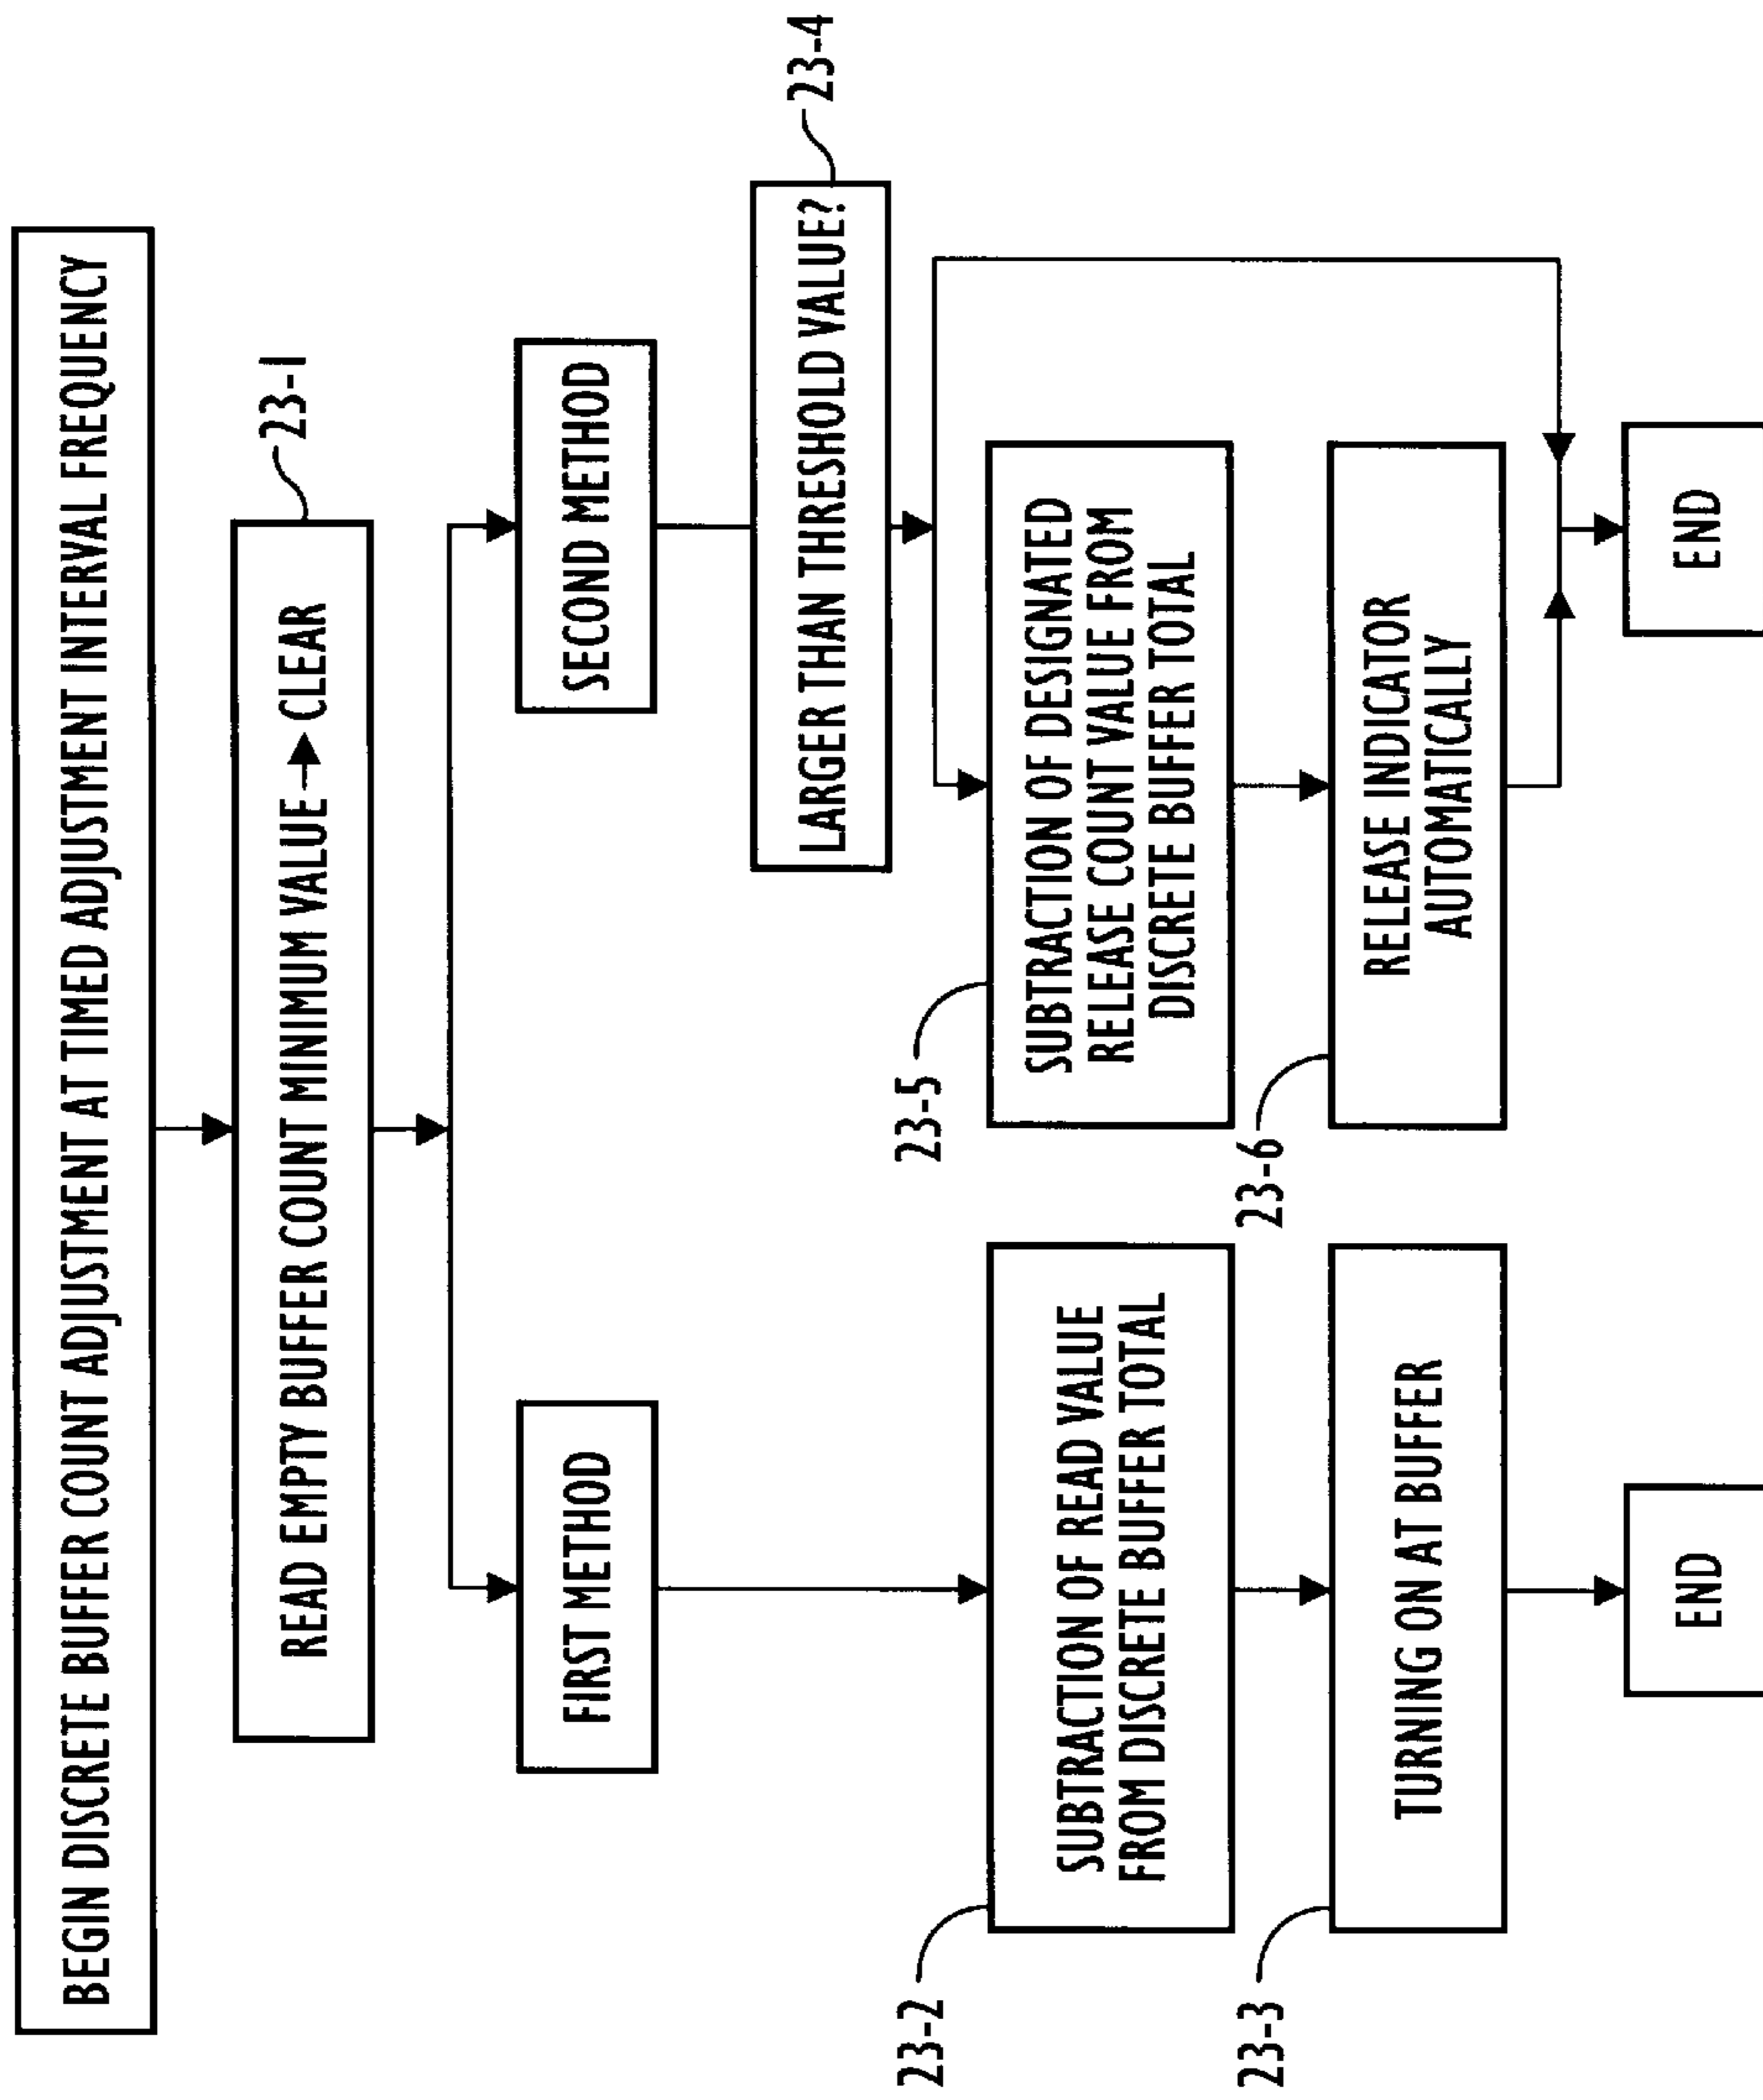 BEGIN DISCRETE BUFFER COUNT ADJUSTMENT AT TIMED ADJUSTMENT INTERVAL FREQUENCY
23-1
READ EMPTY BUFFER COUNT MINIMUM VALUE → CLEAR
FIRST METHOD
SECOND METHOD
23-4
LARGER THAN THRESHOLD VALUE?
23-2
SUBTRACTION OF READ VALUE
FROM DISCRETE BUFFER TOTAL
23-5
SUBTRACTION OF DESIGNATED
RELEASE COUNT VALUE FROM
DISCRETE BUFFER TOTAL
23-3
TURNING ON AT BUFFER
23-6
RELEASE INDICATOR
AUTOMATICALLY
END
END